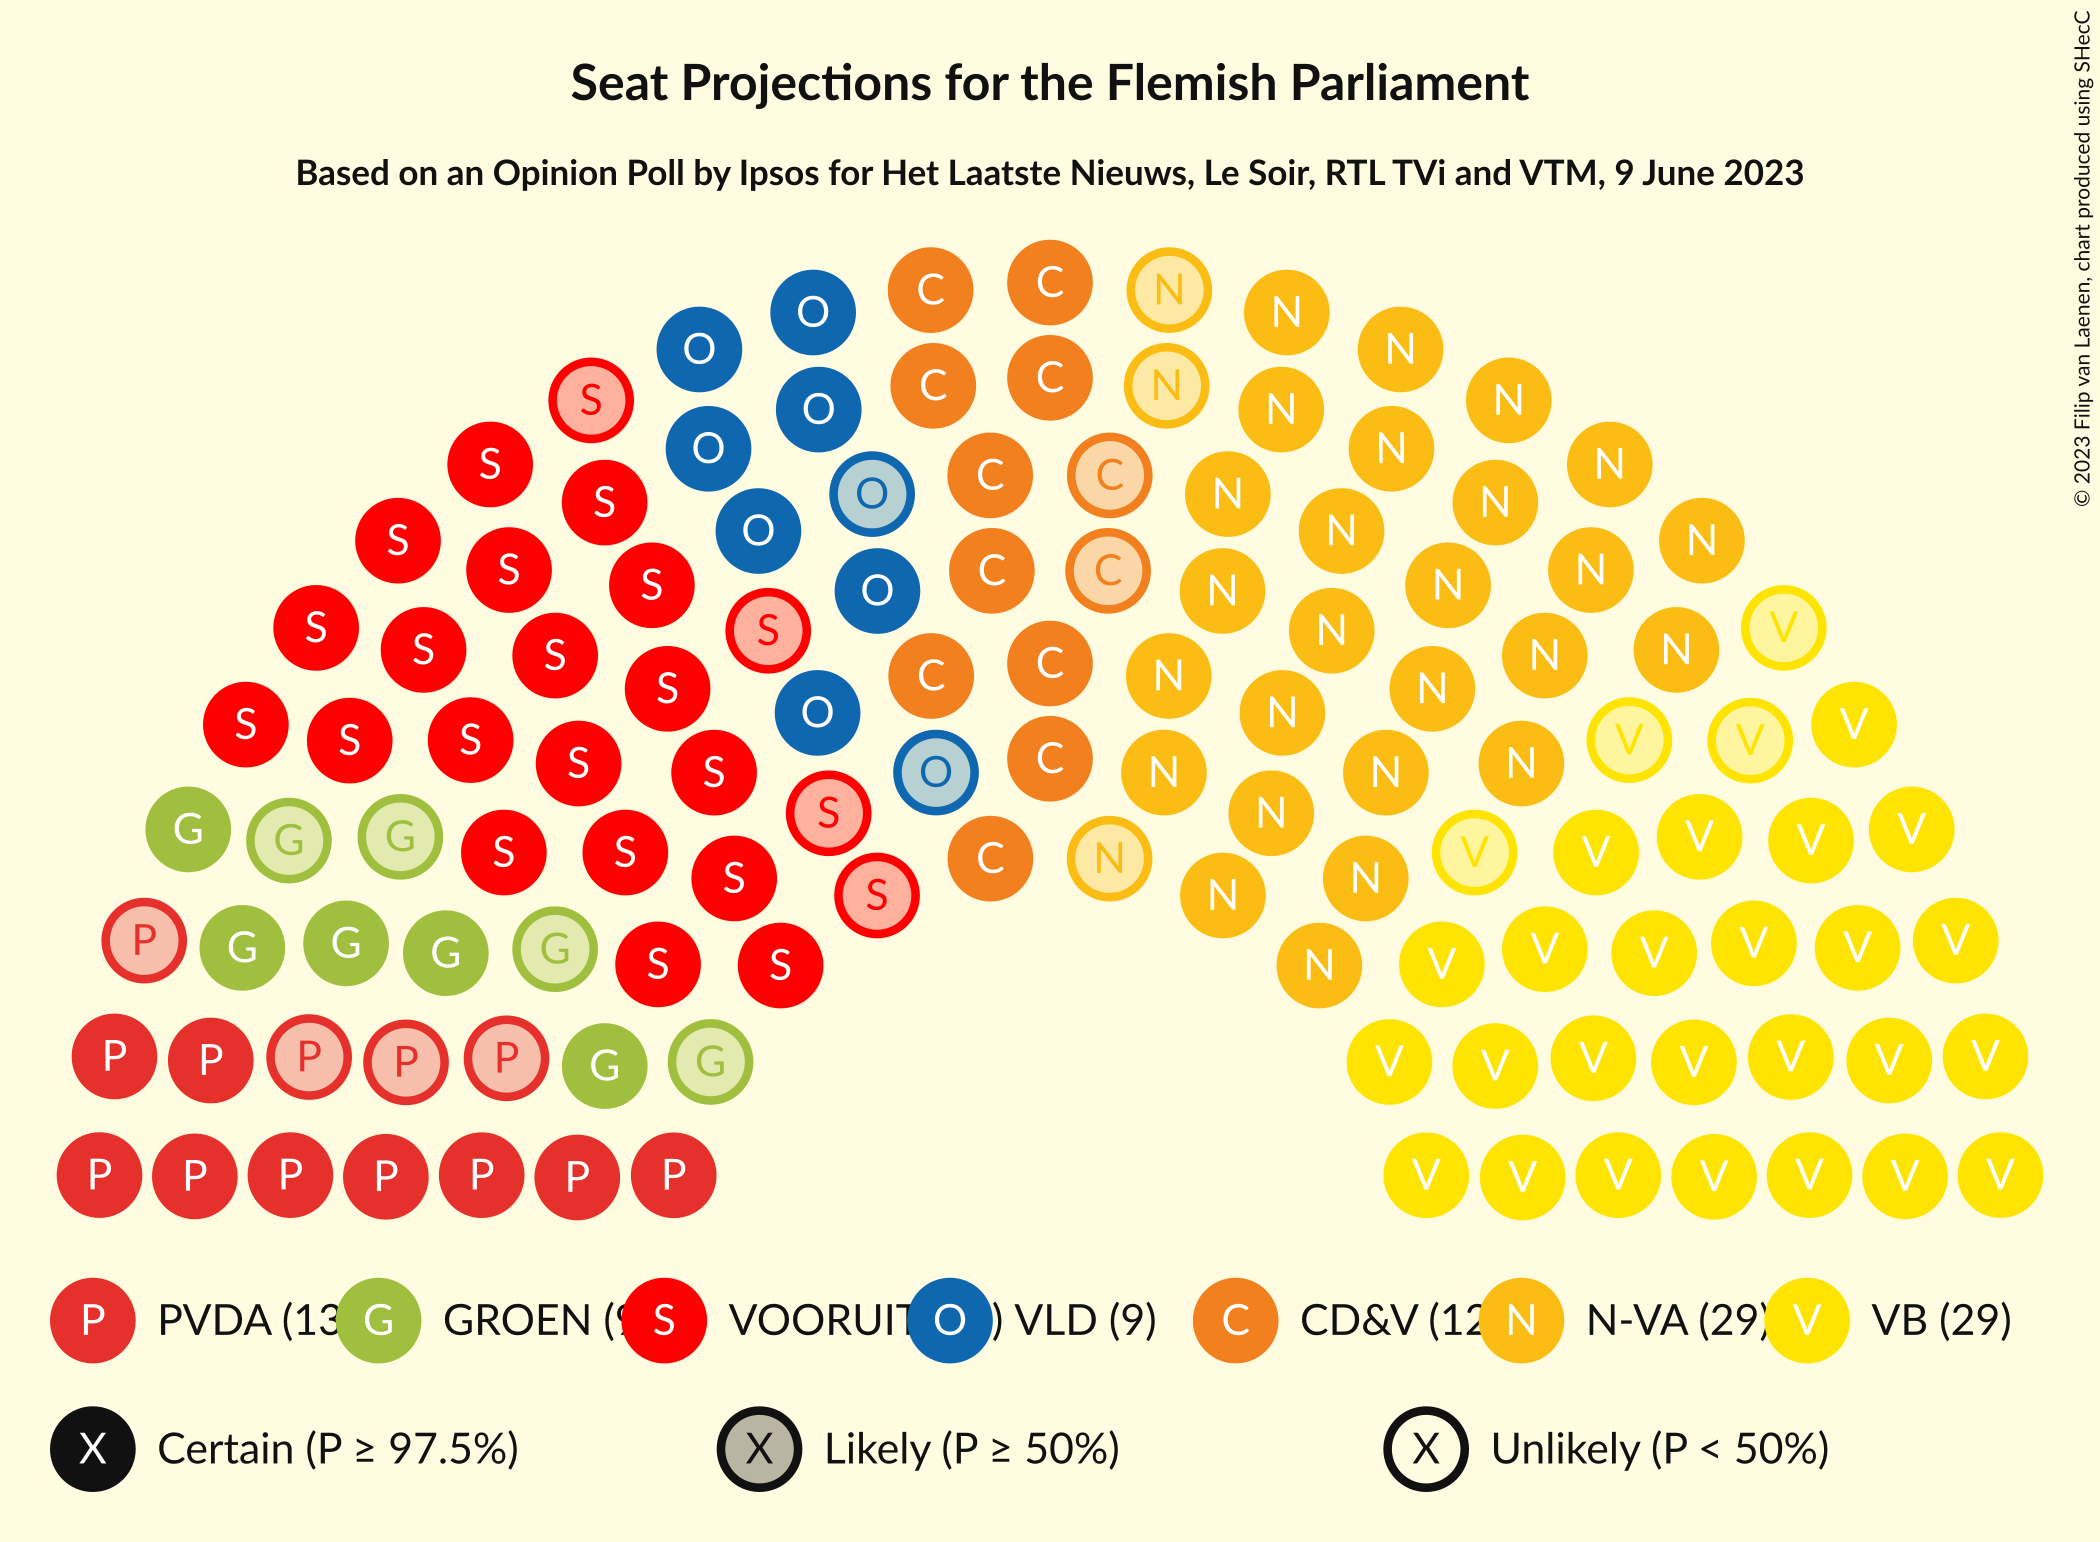 Seat Projections for the Flemish Parliament
Based on an Opinion Poll by Ipsos for Het Laatste Nieuws, Le Soir, RTL TVi and VTM, 9 June 2023
© 2023 Filip van Laenen, chart produced using SHecC
C C N
O O N N
C C N
S O O N N N
C C
S S O O N N N
S S O C C N N N
S S S O N N N
S S S S C C N N N V
S S C C N N
S S S O N N N V
S S S S O C N N N V V V
G G G S S S S C N N N V V V V V
P G G G G S S S N N V V V V V V
P P P P P G G V V V V V V V
P P P P P P P V V V V V V V
P PVDA (13 G GROEN (9 S VOORUIT O ) VLD (9) C CD&V (12 N N-VA (29) V VB (29)
X Certain (P ≥ 97.5%) X Likely (P ≥ 50%) X Unlikely (P < 50%)